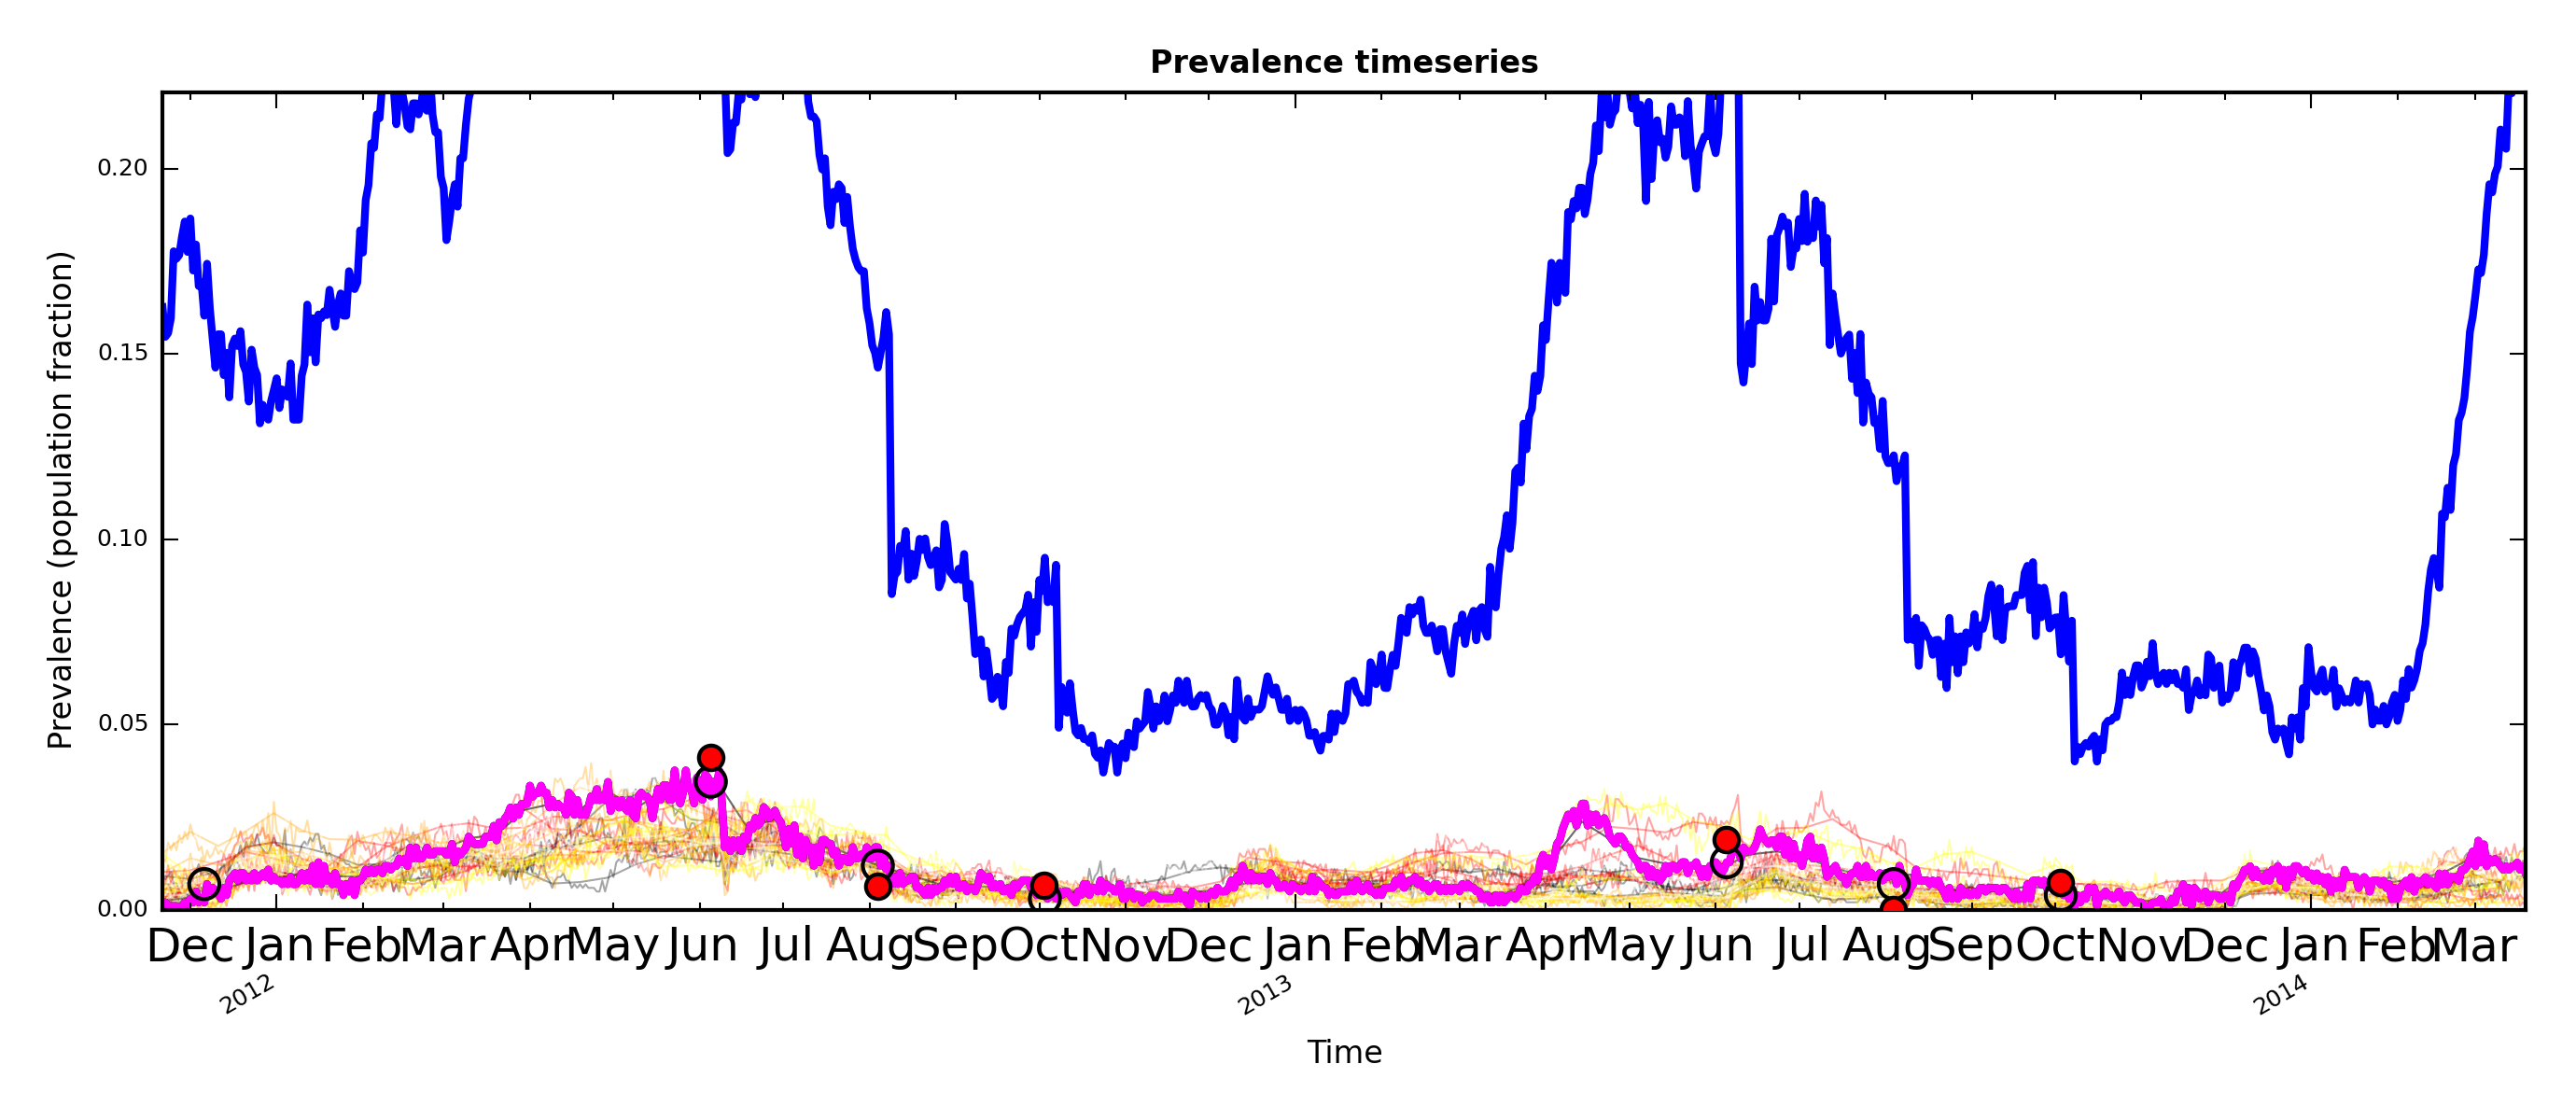 Prevalence timeseries
Prevalence (population fraction)
0.20
0.15
0.10
0.05
0.00
Dec Jan Feb Mar Apr May Jun Jul Aug Sep Oct Nov Dec Jan Feb Mar Apr May Jun Jul Aug Sep Oct Nov Dec Jan Feb Mar
2012 2013 2014
Time